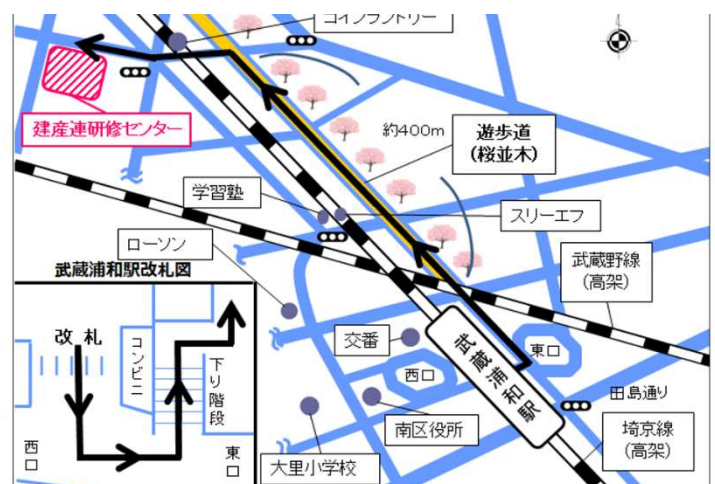 コインラントリー
建産連研修センター
約400m
遊歩道
(桜並木)
学習塾
スリーエフ
ローソン
武蔵野線
(高架)
武蔵浦和駅改札図
改札
コンビニ
下り階段
西口
東口
交番
武蔵浦和駅
東口
西口
田島通り
南区役所
埼京線
(高架)
大里小学校